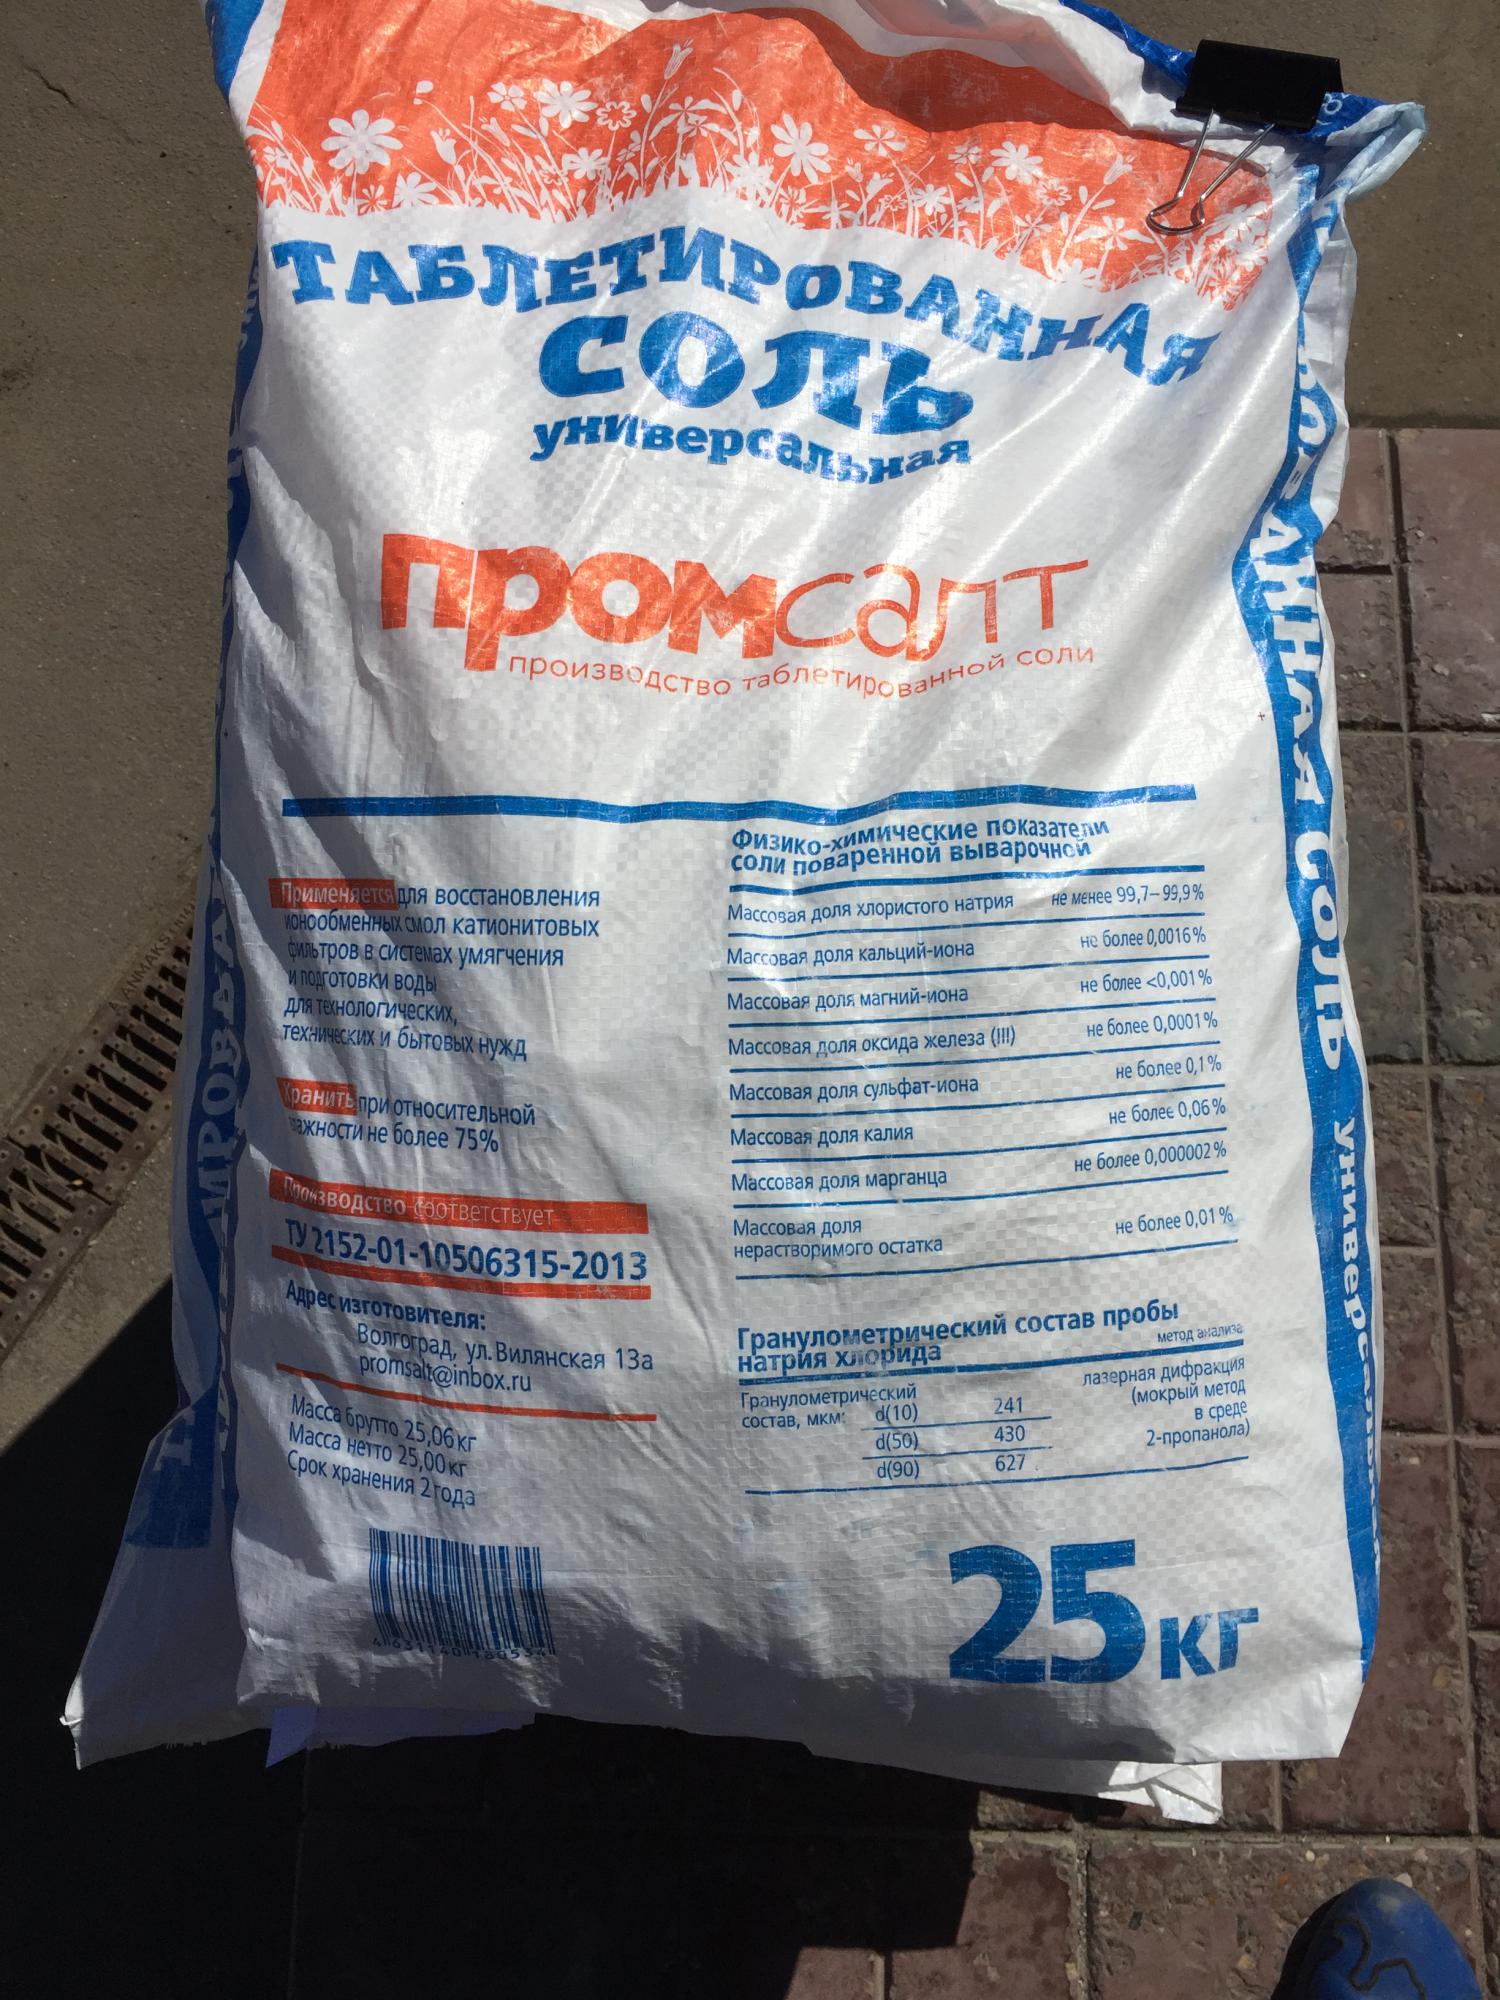 ТАБЛЕТИРОВАННАЯ
СОЛЬ
универсальная
промсалт
производство таблетированной соли
Применяется для восстановления
ионообменных смол катионитовых
фильтров в системах умягчения
и подготовки воды
для технологических,
технических и бытовых нужд
Хранить при относительной
влажности не более 75%
Производство соответствует
ТУ 2152-01-10506315-2013
Адрес изготовителя:
Волгоград, ул. Вилянская 13а
promsalt@inbox.ru
Масса брутто 25,06 кг
Масса нетто 25,00 кг
Срок хранения 2 года
4 631140 180534
Физико-химические показатели
соли поваренной выварочной
Массовая доля хлористого натрия не менее 99,7–99,9%
Массовая доля кальций-иона не более 0,0016%
Массовая доля магний-иона не более <0,001%
Массовая доля оксида железа (III) не более 0,0001%
Массовая доля сульфат-иона не более 0,1%
Массовая доля калия не более 0,06%
Массовая доля марганца не более 0,000002%
Массовая доля
нерастворимого остатка не более 0,01%
Гранулометрический состав пробы
натрия хлорида
метод анализа
Гранулометрический
состав, мкм: d(10) 241
d(50) 430
d(90) 627
лазерная дифракция
(мокрый метод
в среде
2-пропанола)
25 кг
СОЛЬ универсальная